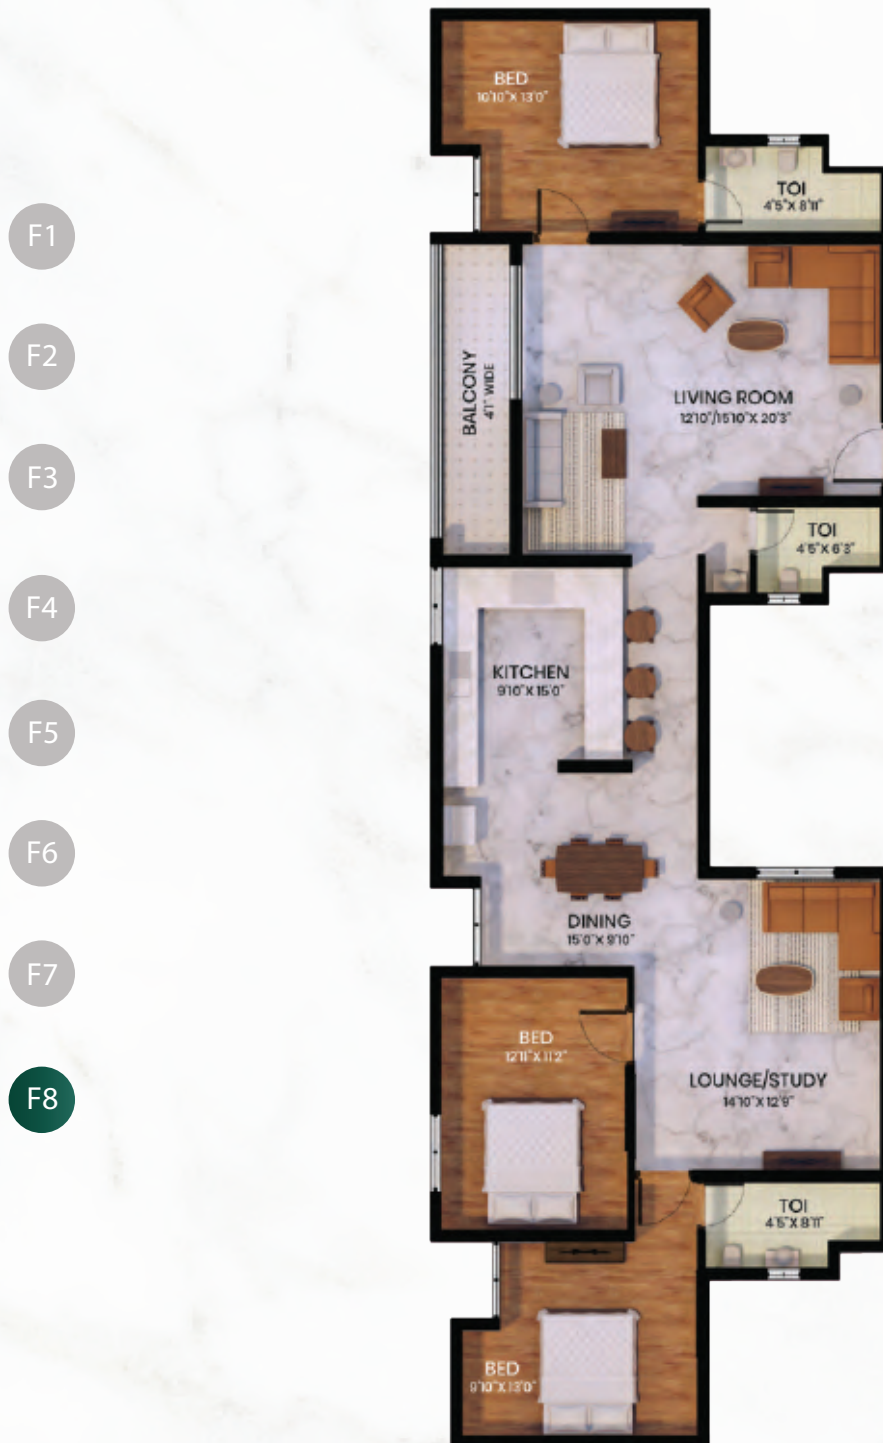 F1
F2
F3
F4
F5
F6
F7
F8
BED
10'10"X 13'0"
TOI
4'5"X 8'11"
BALCONY
4'1" WIDE
LIVING ROOM
12'10"/15'10"X 20'3"
TOI
4'5"X 6'3"
KITCHEN
9'10"X 15'0"
DINING
15'0"X 9'10"
BED
12'11"X 11'2"
LOUNGE/STUDY
14'10"X 12'9"
TOI
4'5"X 8'11"
BED
9'10"X 13'0"